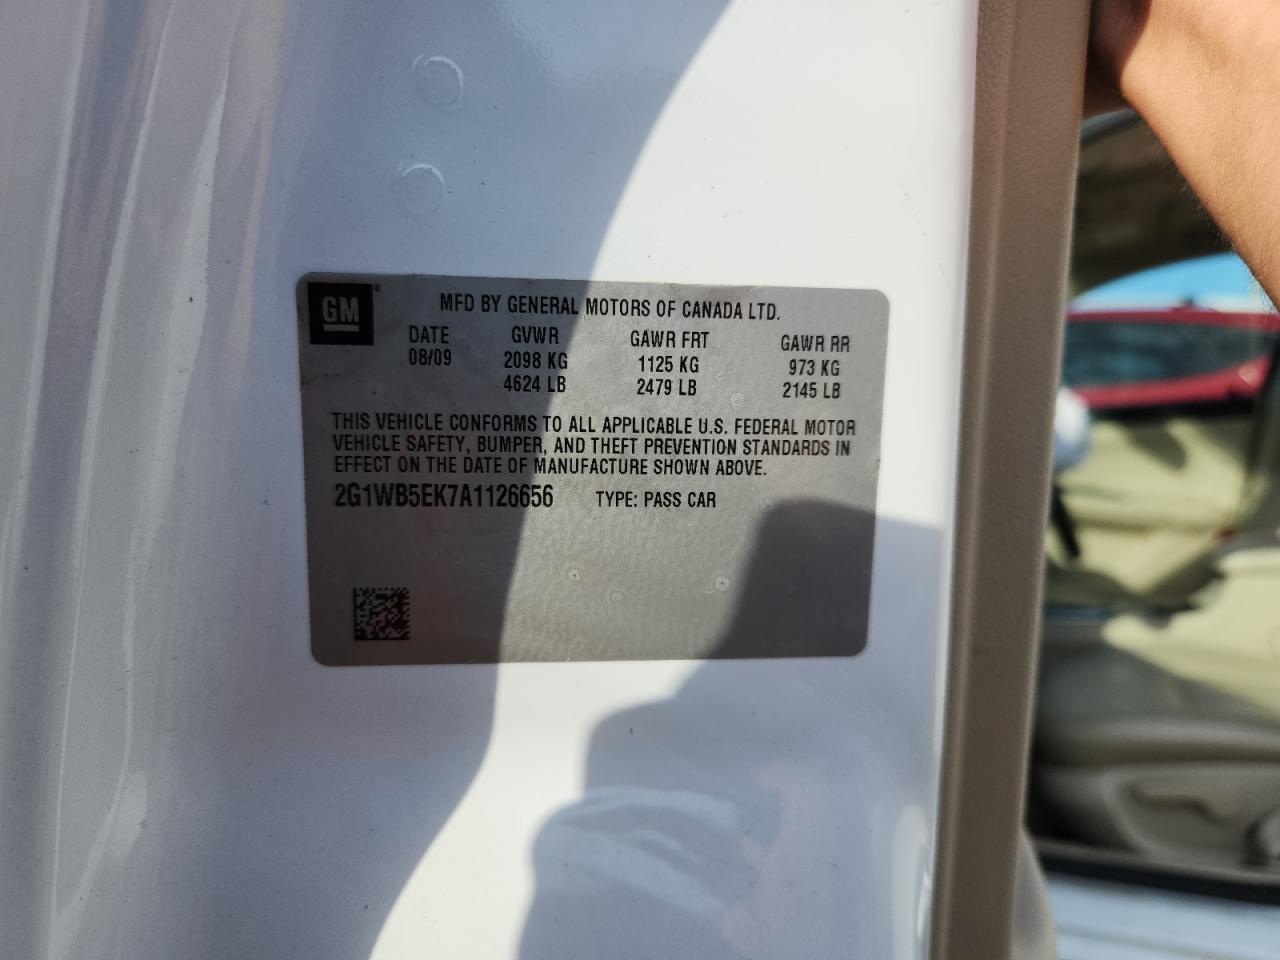 GM ®
MFD BY GENERAL MOTORS OF CANADA LTD.
DATE GVWR GAWR FRT GAWR RR
08/09 2098 KG 1125 KG 973 KG
4624 LB 2479 LB 2145 LB
THIS VEHICLE CONFORMS TO ALL APPLICABLE U.S. FEDERAL MOTOR
VEHICLE SAFETY, BUMPER, AND THEFT PREVENTION STANDARDS IN
EFFECT ON THE DATE OF MANUFACTURE SHOWN ABOVE.
2G1WB5EK7A1126656 TYPE: PASS CAR